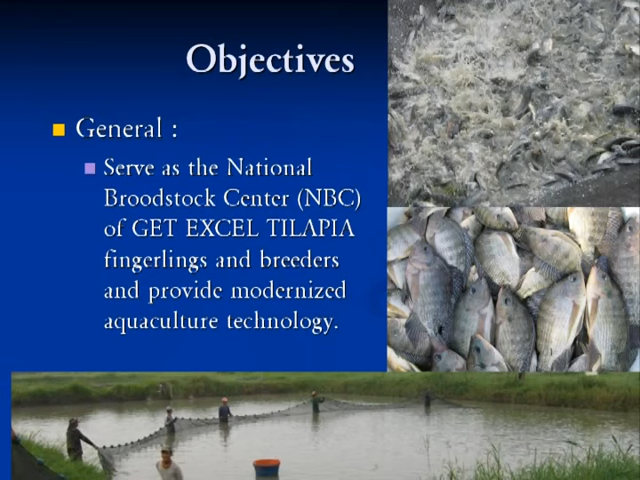 Objectives
General :
Serve as the National
Broodstock Center (NBC)
of GET EXCEL TILAPIA
fingerlings and breeders
and provide modernized
aquaculture technology.